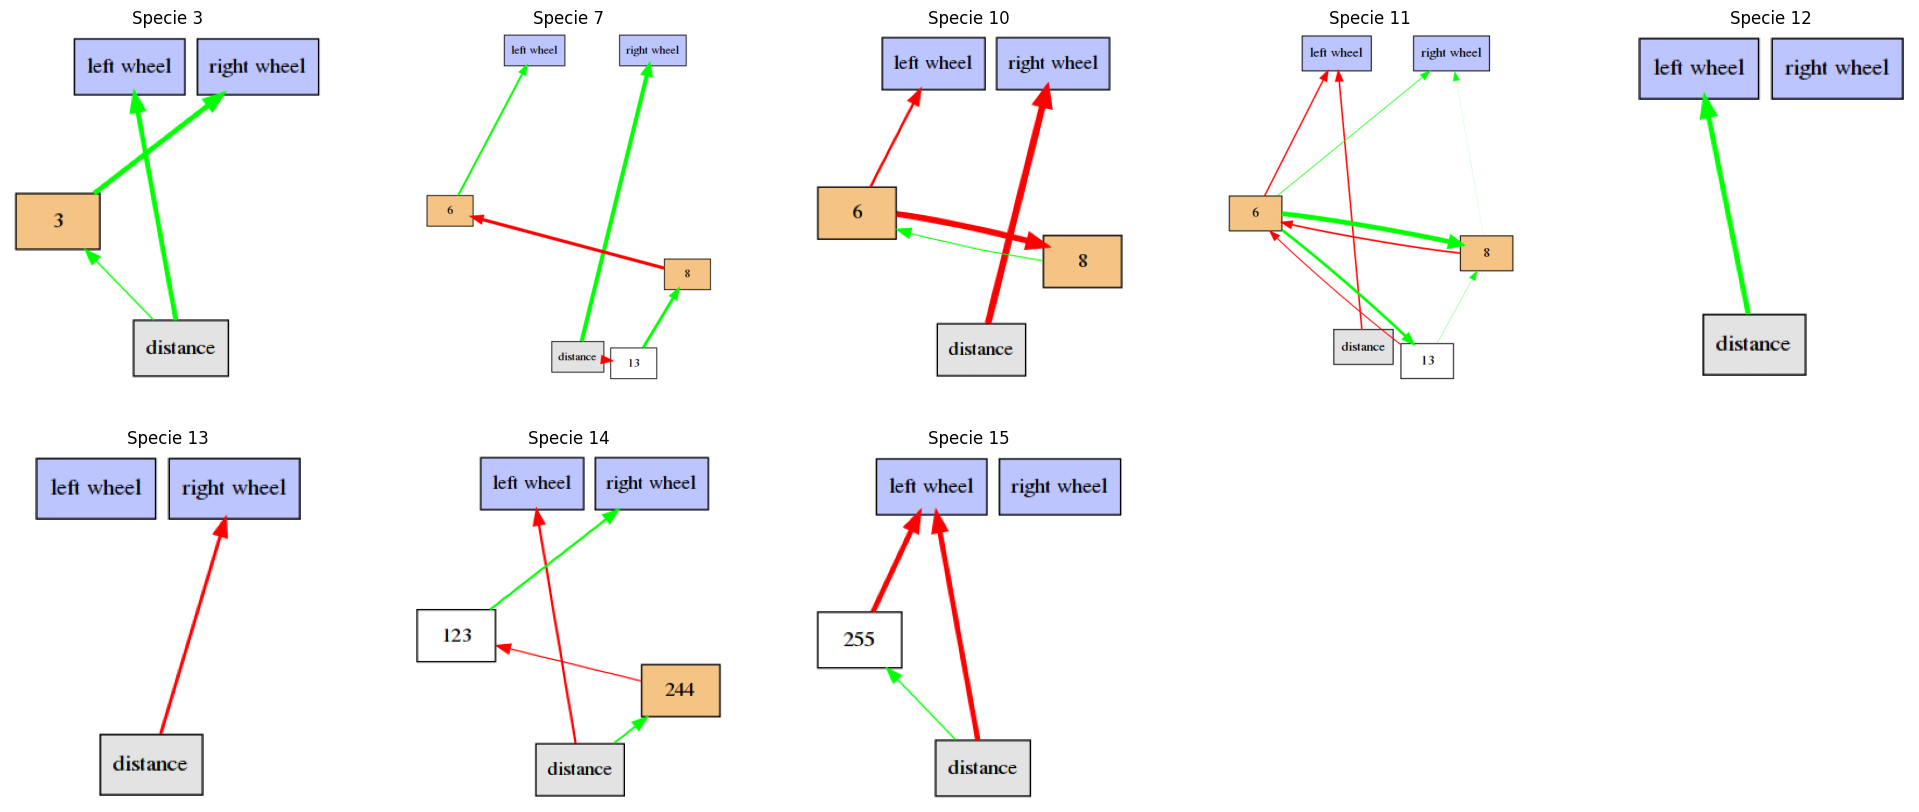 Specie 3
left wheel
right wheel
3
distance
Specie 7
left wheel
right wheel
6
8
distance
13
Specie 10
left wheel
right wheel
6
8
distance
Specie 11
left wheel
right wheel
6
8
distance
13
Specie 12
left wheel
right wheel
distance
Specie 13
left wheel
right wheel
distance
Specie 14
left wheel
right wheel
123
244
distance
Specie 15
left wheel
right wheel
255
distance